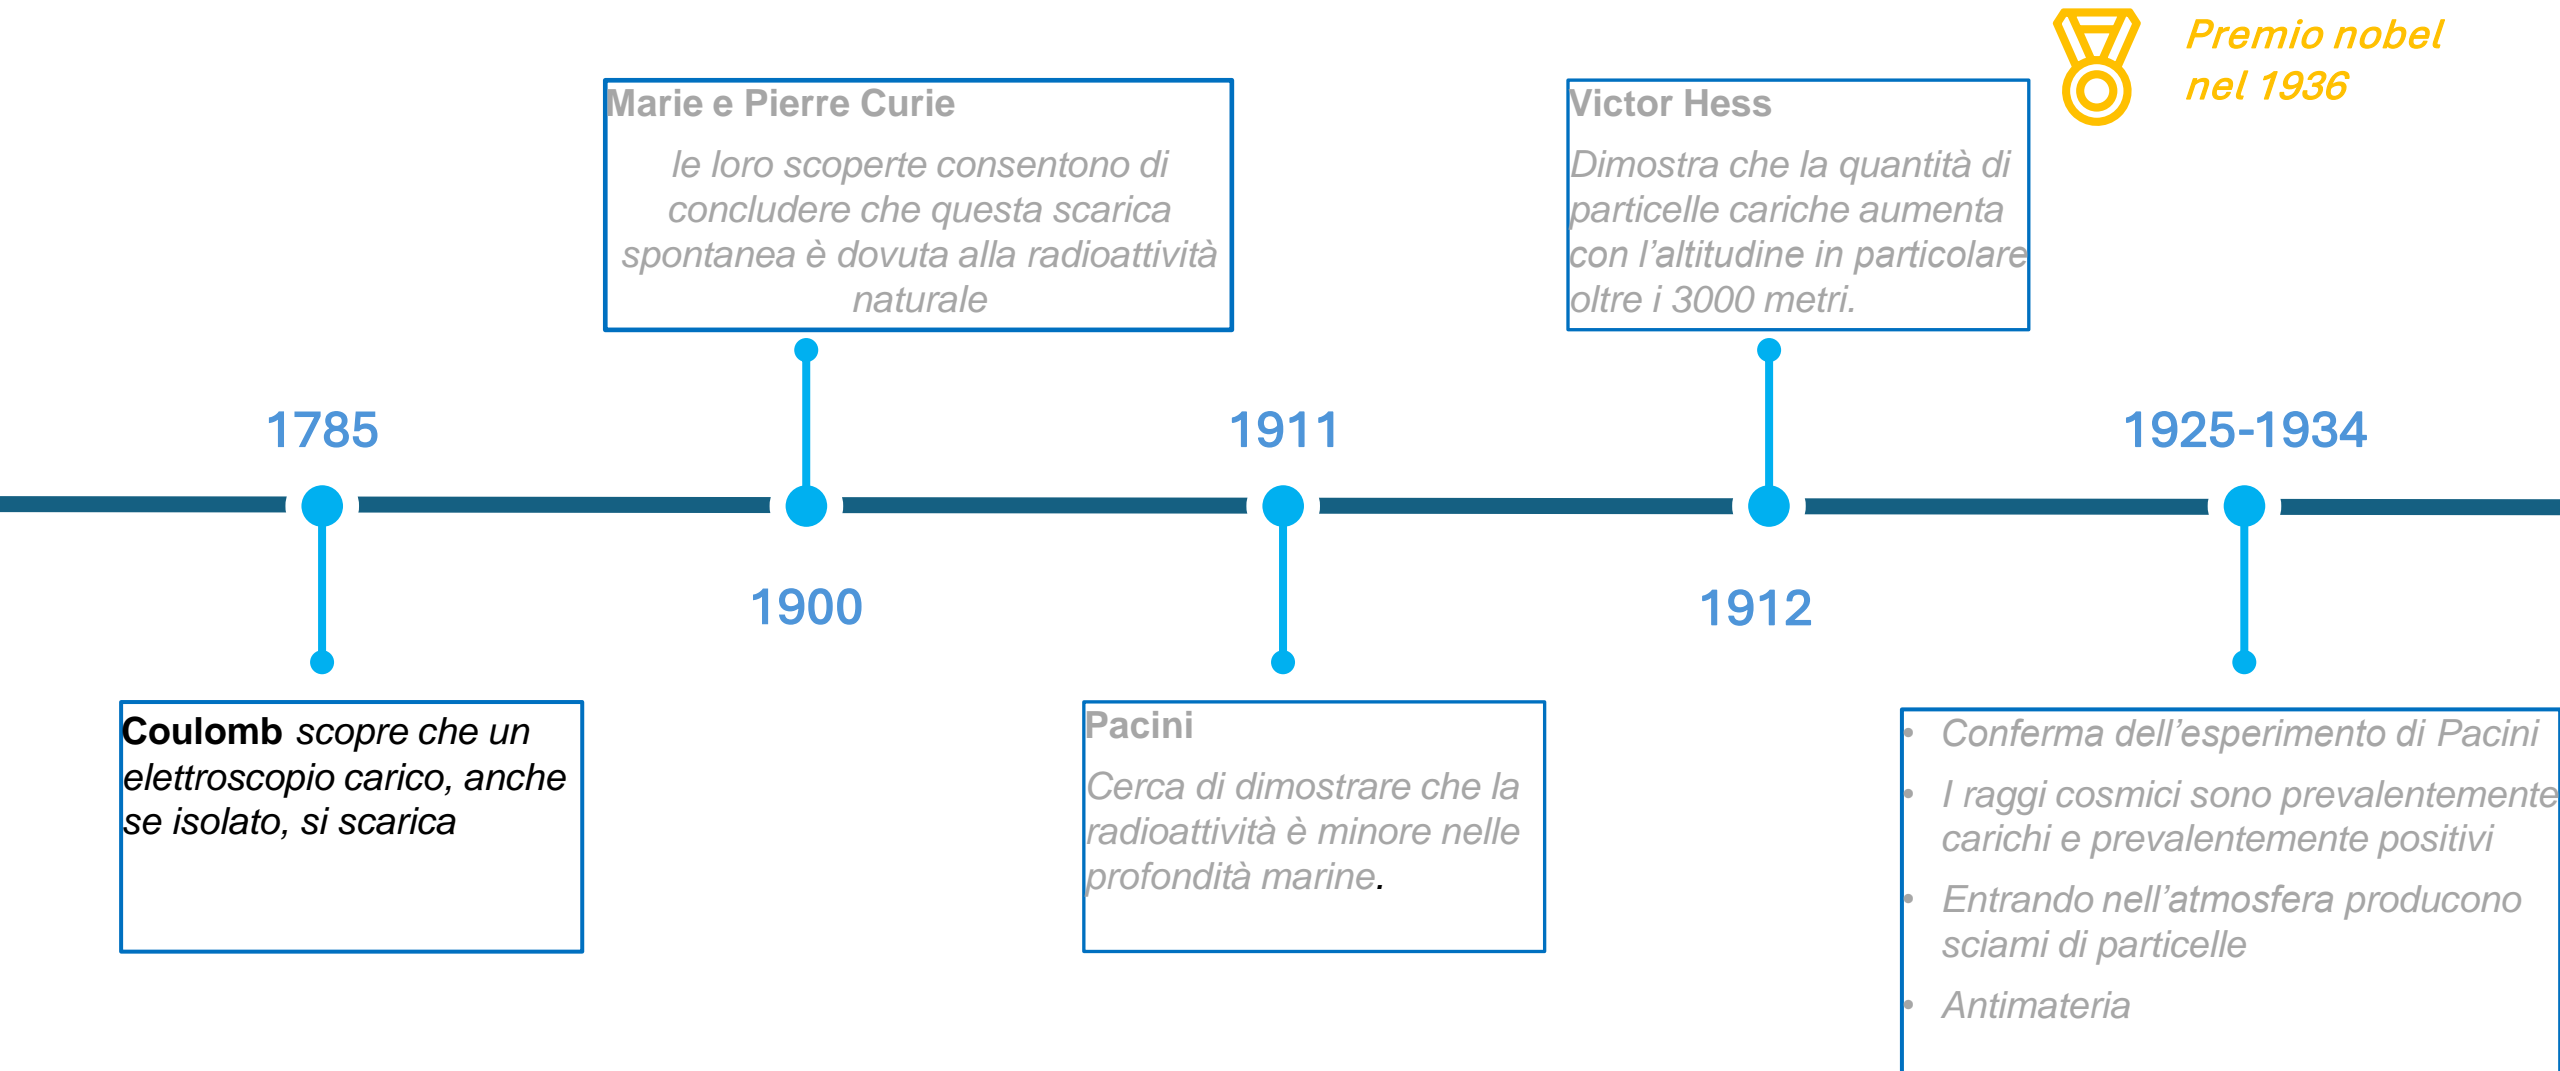 Premio nobel
nel 1936
Marie e Pierre Curie
le loro scoperte consentono di
concludere che questa scarica
spontanea è dovuta alla radioattività
naturale
Victor Hess
Dimostra che la quantità di
particelle cariche aumenta
con l'altitudine in particolare
oltre i 3000 metri.
1785
1911
1925-1934
1900
1912
Coulomb scopre che un
elettroscopio carico, anche
se isolato, si scarica
Pacini
Cerca di dimostrare che la
radioattività è minore nelle
profondità marine.
• Conferma dell'esperimento di Pacini
• I raggi cosmici sono prevalentemente
carichi e prevalentemente positivi
• Entrando nell'atmosfera producono
sciami di particelle
• Antimateria